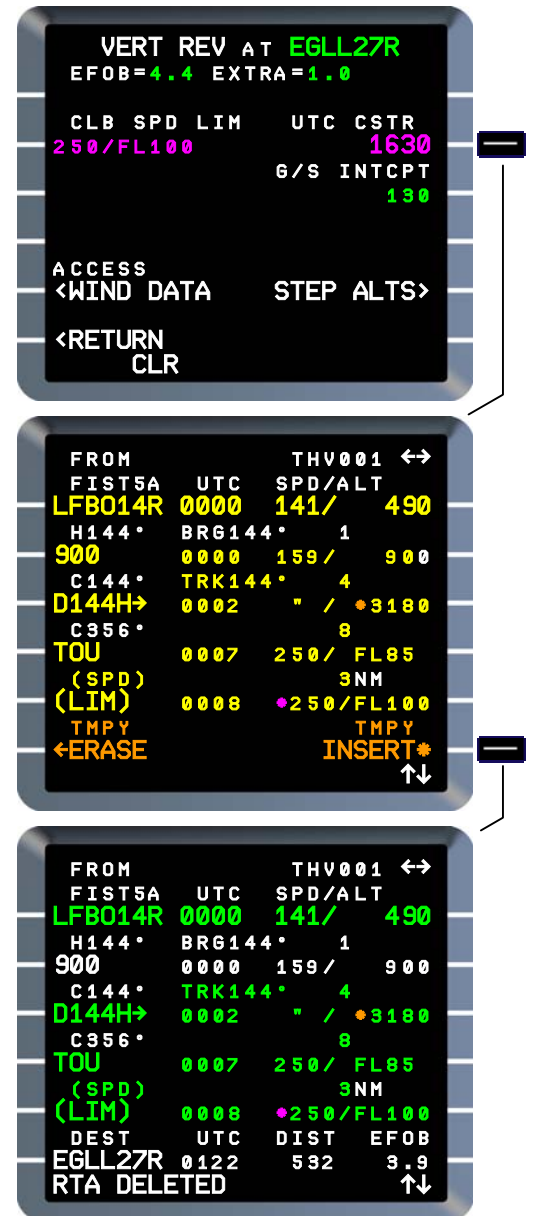 VERT REV AT EGLL27R
EFOB=4.4 EXTRA=1.0
CLB SPD LIM UTC CSTR
250/FL100 1630
G/S INTCPT
130
ACCESS
<WIND DATA STEP ALTS>
<RETURN
CLR
FROM THV001 ←→
FIST5A UTC SPD/ALT
LFBO14R 0000 141/ 490
H144° BRG144° 1
900 0000 159/ 900
C144° TRK144° 4
D144H→ 0002 " / *3180
C356° 8
TOU 0007 250/ FL85
(SPD) 3NM
(LIM) 0008 *250/FL100
TMPY TMPY
←ERASE INSERT*
↑↓
FROM THV001 ←→
FIST5A UTC SPD/ALT
LFBO14R 0000 141/ 490
H144° BRG144° 1
900 0000 159/ 900
C144° TRK144° 4
D144H→ 0002 " / *3180
C356° 8
TOU 0007 250/ FL85
(SPD) 3NM
(LIM) 0008 *250/FL100
DEST UTC DIST EFOB
EGLL27R 0122 532 3.9
RTA DELETED ↑↓